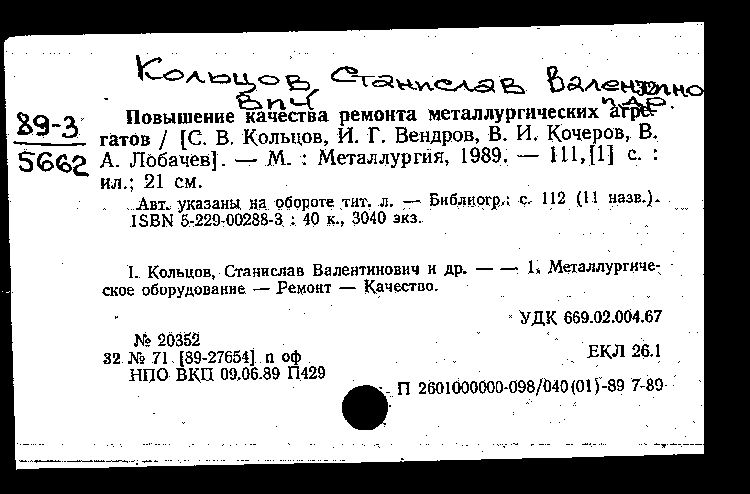 Кольцов, Станислав Валентино
вич и др.
89-3
5662
Повышение качества ремонта металлургических агре-
гатов / [С. В. Кольцов, И. Г. Вендров, В. И. Кочеров, В.
А. Лобачев]. — М. : Металлургия, 1989. — 111,[1] с. :
ил.; 21 см.
Авт. указаны на обороте тит. л. — Библиогр.: с. 112 (11 назв.).
ISBN 5-229-00288-3 : 40 к., 3040 экз.
I. Кольцов, Станислав Валентинович и др. — — 1. Металлургиче-
ское оборудование — Ремонт — Качество.
УДК 669.02.004.67
№ 20352
32 № 71 [89-27654] п оф
ЕКЛ 26.1
НПО ВКП 09.06.89 П429
П 2601000000-098/040(01)-89 7-89